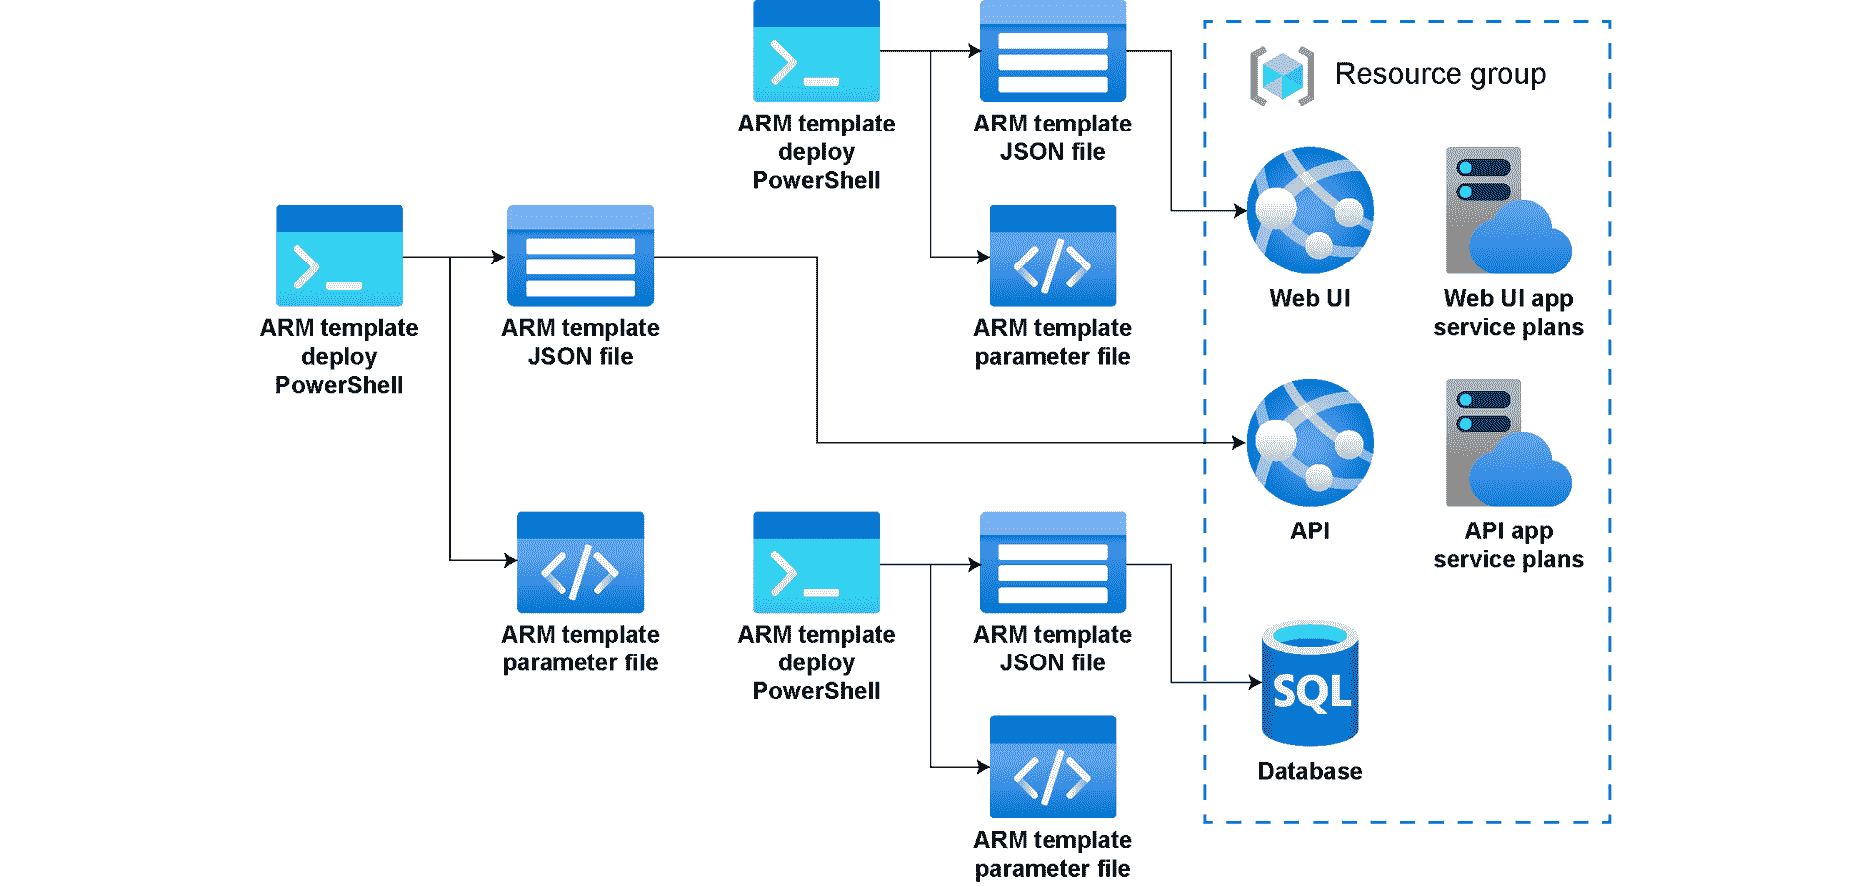 ARM template
deploy
PowerShell
ARM template
JSON file
Resource group
ARM template
deploy
PowerShell
ARM template
JSON file
ARM template
parameter file
Web UI
Web UI app
service plans
API
API app
service plans
ARM template
parameter file
ARM template
deploy
PowerShell
ARM template
JSON file
SQL
Database
ARM template
parameter file